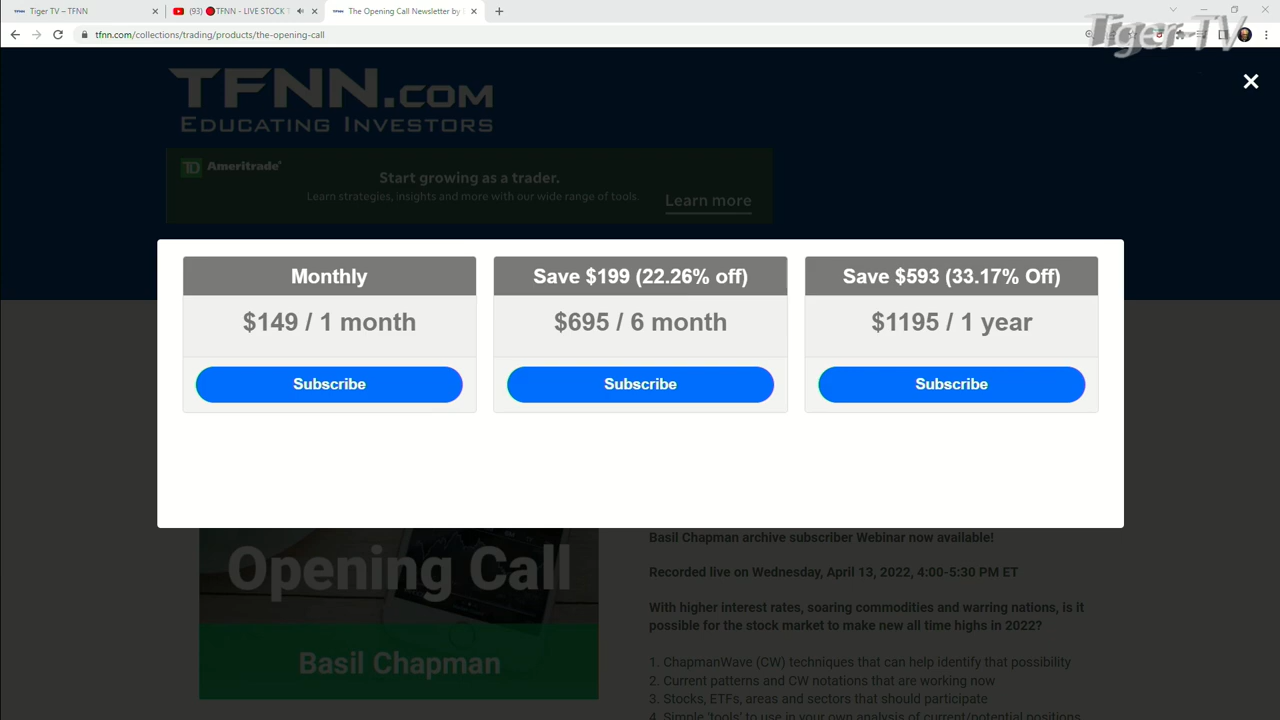 Tiger TV – TFNN
(93) 🔴TFNN - LIVE STOCK T
The Opening Call Newsletter by
tfnn.com/collections/trading/products/the-opening-call
Tiger TV
TFNN.com
Educating Investors
TD Ameritrade
Start growing as a trader.
Learn strategies, insights and more with our wide range of tools.
Learn more
Monthly
$149 / 1 month
Subscribe
Save $199 (22.26% off)
$695 / 6 month
Subscribe
Save $593 (33.17% Off)
$1195 / 1 year
Subscribe
Opening Call
Basil Chapman
Basil Chapman archive subscriber Webinar now available!
Recorded live on Wednesday, April 13, 2022, 4:00-5:30 PM ET
With higher interest rates, soaring commodities and warring nations, is it
possible for the stock market to make new all time highs in 2022?
1. ChapmanWave (CW) techniques that can help identify that possibility
2. Current patterns and CW notations that are working now
3. Stocks, ETFs, areas and sectors that should participate
4. Simple 'tools' to use in your own analysis of current/potential positions